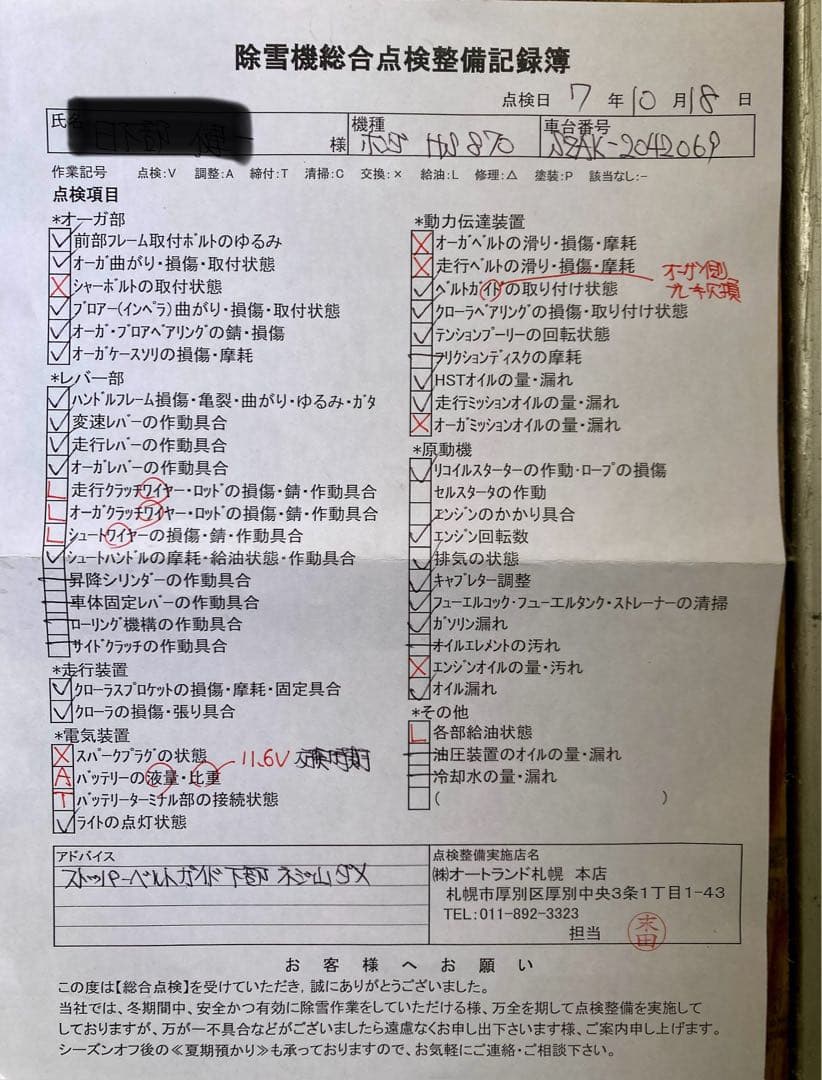 除雪機総合点検整備記録簿
点検日 7 年 10 月 18 日
氏名 様 機種 ホンダ HS870 車台番号 SZAK-2042069
作業記号 点検:V 調整:A 締付:T 清掃:C 交換:× 給油:L 修理:△ 塗装:P 該当なし:-
点検項目
*オーガ部
✓ 前部フレーム取付ボルトのゆるみ
✓ オーガ曲がり・損傷・取付状態
X シャーボルトの取付状態
✓ ブロアー(インペラ)曲がり・損傷・取付状態
✓ オーガ・ブロアベアリングの錆・損傷
✓ オーガケースソリの損傷・摩耗
*レバー部
✓ ハンドルフレーム損傷・亀裂・曲がり・ゆるみ・ガタ
✓ 変速レバーの作動具合
✓ 走行レバーの作動具合
✓ オーガレバーの作動具合
L 走行クラッチワイヤー・ロッドの損傷・錆・作動具合
L オーガクラッチワイヤー・ロッドの損傷・錆・作動具合
L シュートワイヤーの損傷・錆・作動具合
✓ シュートハンドルの摩耗・給油状態・作動具合
- 昇降シリンダーの作動具合
- 車体固定レバーの作動具合
- ローリング機構の作動具合
- サイドクラッチの作動具合
*走行装置
✓ クローラスプロケットの損傷・摩耗・固定具合
✓ クローラの損傷・張り具合
*電気装置
X スパークプラグの状態
A バッテリーの液量・比重 11.6V 交換時期
T バッテリーターミナル部の接続状態
✓ ライトの点灯状態
*動力伝達装置
X オーガベルトの滑り・損傷・摩耗
X 走行ベルトの滑り・損傷・摩耗
✓ ベルトガイドの取り付け状態
オーガン側
ブレーキ欠損
✓ クローラベアリングの損傷・取り付け状態
✓ テンションプーリーの回転状態
- フリクションディスクの摩耗
✓ HSTオイルの量・漏れ
✓ 走行ミッションオイルの量・漏れ
X オーガミッションオイルの量・漏れ
*原動機
✓ リコイルスターターの作動・ロープの損傷
セルスタータの作動
- エンジンのかかり具合
✓ エンジン回転数
✓ 排気の状態
✓ キャブレター調整
✓ フューエルコック・フューエルタンク・ストレーナーの清掃
✓ ガソリン漏れ
- オイルエレメントの汚れ
X エンジンオイルの量・汚れ
✓ オイル漏れ
*その他
L 各部給油状態
- 油圧装置のオイルの量・漏れ
- 冷却水の量・漏れ
( )
アドバイス
ストッパーベルトガイド下部 ネジ山ダメ
点検整備実施店名
㈱オートランド札幌 本店
札幌市厚別区厚別中央3条1丁目1-43
TEL:011-892-3323
担当 末田
お客様へお願い
この度は【総合点検】を受けていただき,誠にありがとうございました。
当社では、冬期間中、安全かつ有効に除雪作業をしていただける様、万全を期して点検整備を実施して
しておりますが、万が一不具合などがございましたら遠慮なくお申し出下さいます様、ご案内申し上げます。
シーズンオフ後の≪夏期預かり≫も承っておりますので、お気軽にご連絡・ご相談下さい。